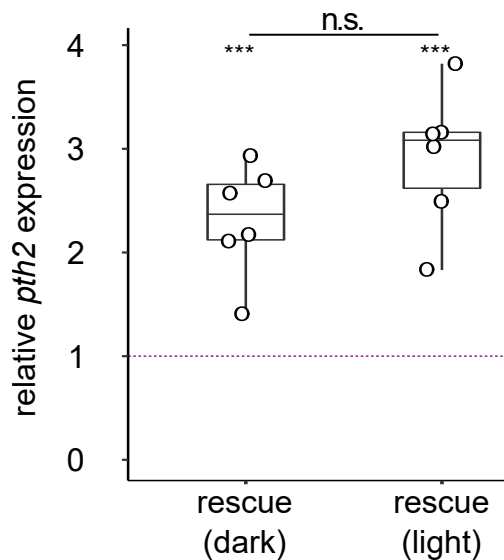 n.s.
*** ***
4
3
2
1
0
relative pth2 expression
rescue (dark)
rescue (light)